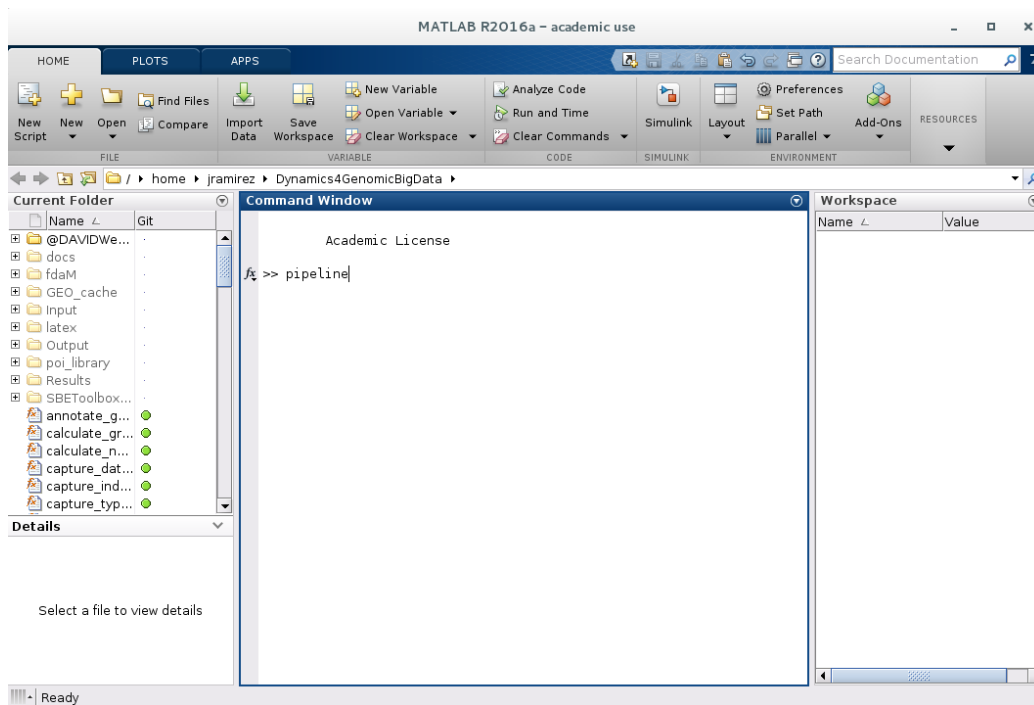 MATLAB R2016a – academic use
HOME PLOTS APPS
Search Documentation
New Script
New
Open
Find Files
Compare
FILE
Import Data
Save Workspace
New Variable
Open Variable
Clear Workspace
VARIABLE
Analyze Code
Run and Time
Clear Commands
CODE
Simulink
SIMULINK
Layout
Preferences
Set Path
Parallel
Add-Ons
ENVIRONMENT
RESOURCES
/ home jramirez Dynamics4GenomicBigData
Current Folder
Name Git
@DAVIDWe...
docs
fdaM
GEO_cache
Input
latex
Output
poi_library
Results
SBEToolbox...
annotate_g...
calculate_gr...
calculate_n...
capture_dat...
capture_ind...
capture_typ...
Details
Select a file to view details
Command Window
Academic License
fx >> pipeline
Workspace
Name Value
Ready